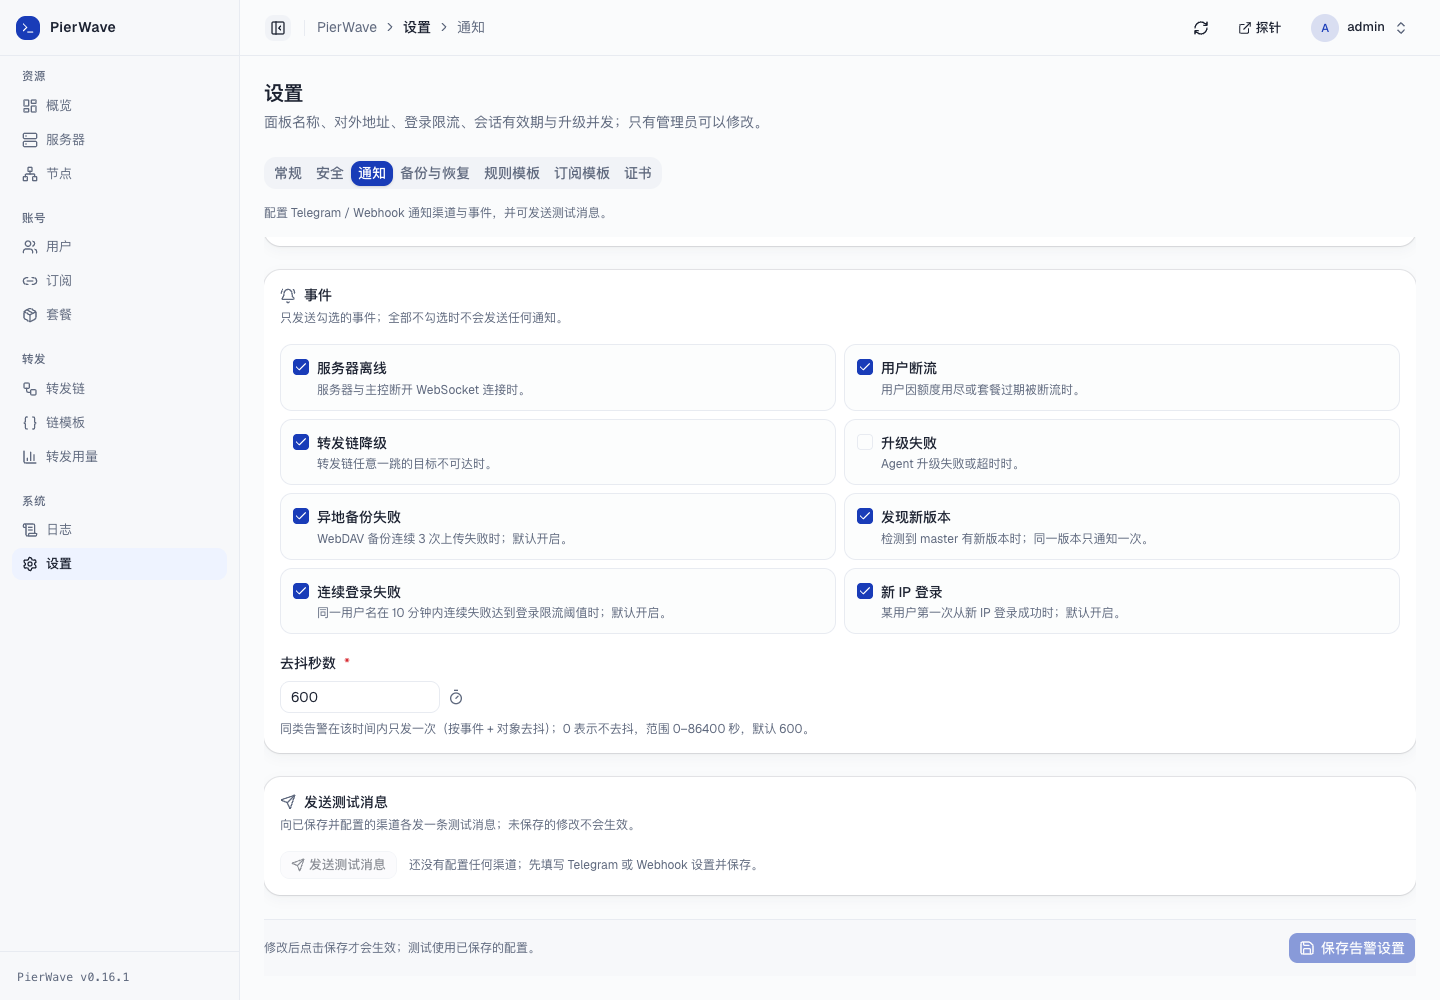 PierWave
资源
概览
服务器
节点
账号
用户
订阅
套餐
转发
转发链
链模板
转发用量
系统
日志
设置
PierWave v0.16.1
PierWave > 设置 > 通知
探针
A admin
设置
面板名称、对外地址、登录限流、会话有效期与升级并发；只有管理员可以修改。
常规 安全 通知 备份与恢复 规则模板 订阅模板 证书
配置 Telegram / Webhook 通知渠道与事件，并可发送测试消息。
事件
只发送勾选的事件；全部不勾选时不会发送任何通知。
服务器离线
服务器与主控断开 WebSocket 连接时。
用户断流
用户因额度用尽或套餐过期被断流时。
转发链降级
转发链任意一跳的目标不可达时。
升级失败
Agent 升级失败或超时时。
异地备份失败
WebDAV 备份连续 3 次上传失败时；默认开启。
发现新版本
检测到 master 有新版本时；同一版本只通知一次。
连续登录失败
同一用户名在 10 分钟内连续失败达到登录限流阈值时；默认开启。
新 IP 登录
某用户第一次从新 IP 登录成功时；默认开启。
去抖秒数 *
600
同类告警在该时间内只发一次（按事件 + 对象去抖）；0 表示不去抖，范围 0–86400 秒，默认 600。
发送测试消息
向已保存并配置的渠道各发一条测试消息；未保存的修改不会生效。
发送测试消息
还没有配置任何渠道；先填写 Telegram 或 Webhook 设置并保存。
修改后点击保存才会生效；测试使用已保存的配置。
保存告警设置